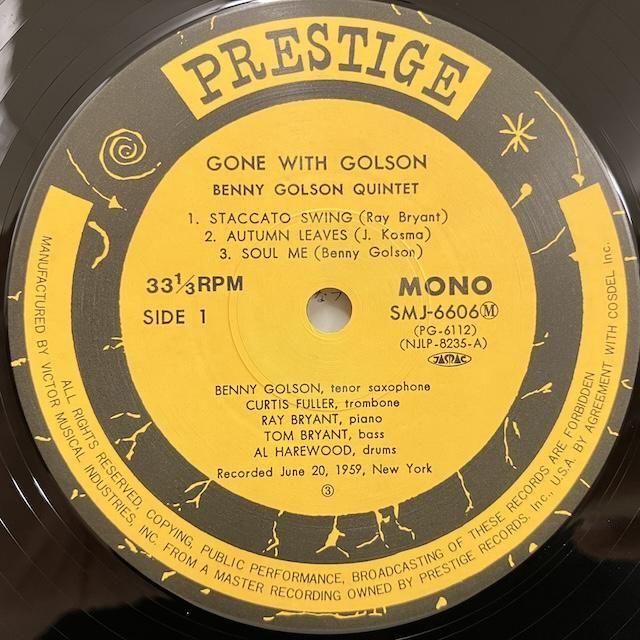 PRESTIGE
GONE WITH GOLSON
BENNY GOLSON QUINTET
1. STACCATO SWING (Ray Bryant)
2. AUTUMN LEAVES (J. Kosma)
3. SOUL ME (Benny Golson)
33⅓RPM
SIDE 1
MONO
SMJ-6606Ⓜ
(PG-6112)
(NJLP-8235-A)
JASRAC
BENNY GOLSON, tenor saxophone
CURTIS FULLER, trombone
RAY BRYANT, piano
TOM BRYANT, bass
AL HAREWOOD, drums
Recorded June 20, 1959, New York
③
ALL RIGHTS RESERVED, COPYING, PUBLIC PERFORMANCE, BROADCASTING OF THESE RECORDS ARE FORBIDDEN
MANUFACTURED BY VICTOR MUSICAL INDUSTRIES, INC. FROM A MASTER RECORDING OWNED BY PRESTIGE RECORDS. Inc., U.S.A. BY AGREEMENT WITH COSDEL Inc.